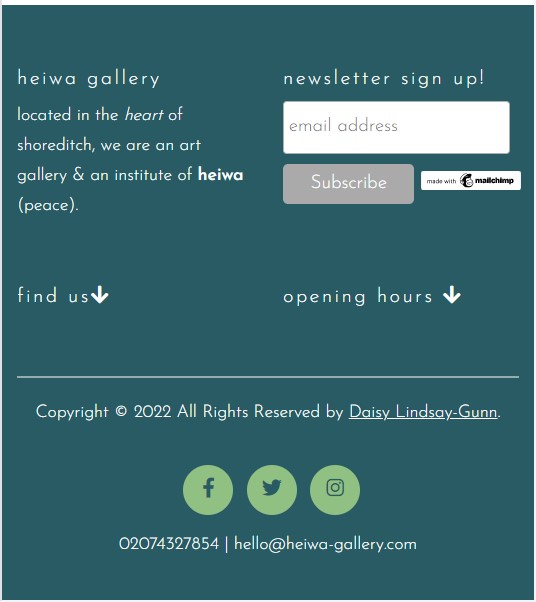 heiwa gallery
located in the heart of
shoreditch, we are an art
gallery & an institute of heiwa
(peace).
newsletter sign up!
email address
Subscribe
made with mailchimp
find us
opening hours
Copyright © 2022 All Rights Reserved by Daisy Lindsay-Gunn.
02074327854 | hello@heiwa-gallery.com